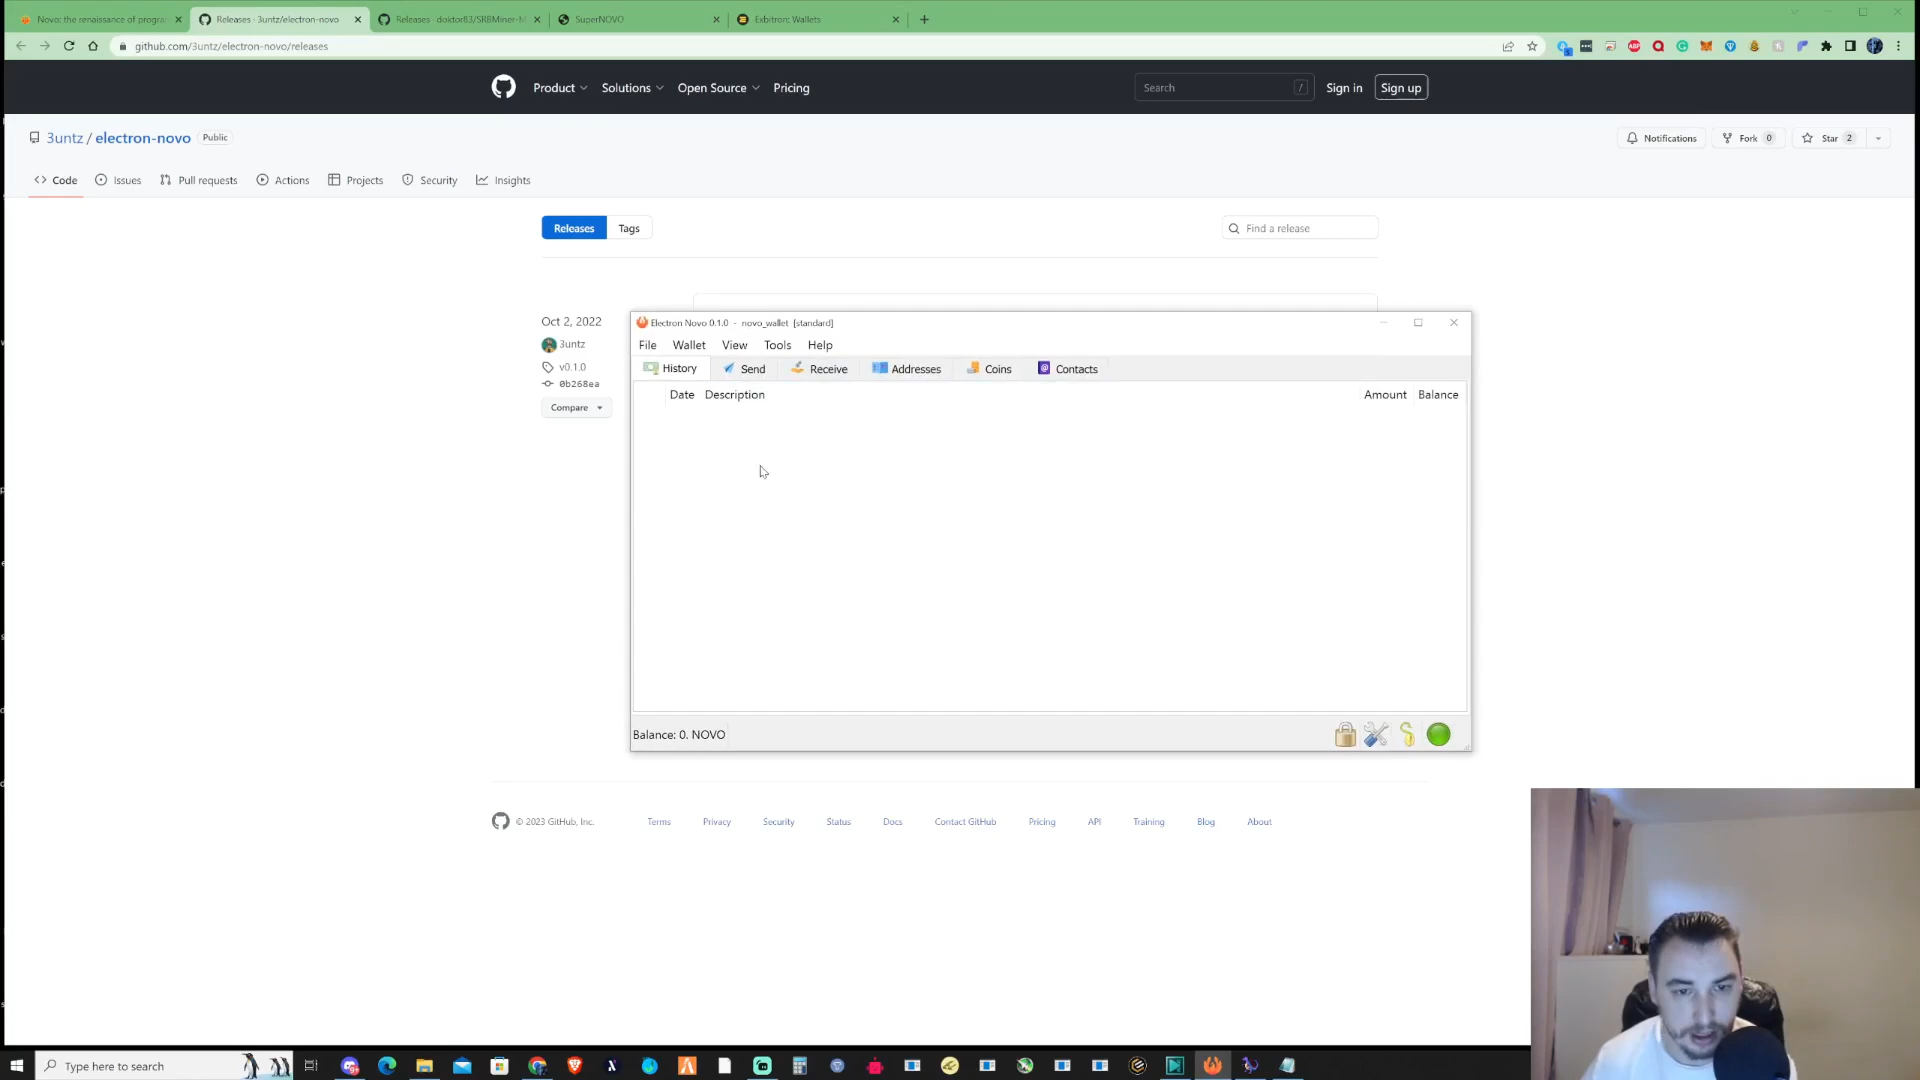 Novo: the renaissance of progra
Releases · 3untz/electron-novo
Releases · doktor83/SRBMiner-M
SuperNOVO
Exbitron: Wallets
github.com/3untz/electron-novo/releases
Product
Solutions
Open Source
Pricing
Search
/
Sign in
Sign up
3untz / electron-novo
Public
Notifications
Fork 0
Star 2
Code
Issues
Pull requests
Actions
Projects
Security
Insights
Releases
Tags
Find a release
Oct 2, 2022
3untz
v0.1.0
0b268ea
Compare
Electron Novo 0.1.0 - novo_wallet [standard]
File
Wallet
View
Tools
Help
History
Send
Receive
Addresses
Coins
Contacts
Date
Description
Amount
Balance
Balance: 0. NOVO
© 2023 GitHub, Inc.
Terms
Privacy
Security
Status
Docs
Contact GitHub
Pricing
API
Training
Blog
About
Type here to search